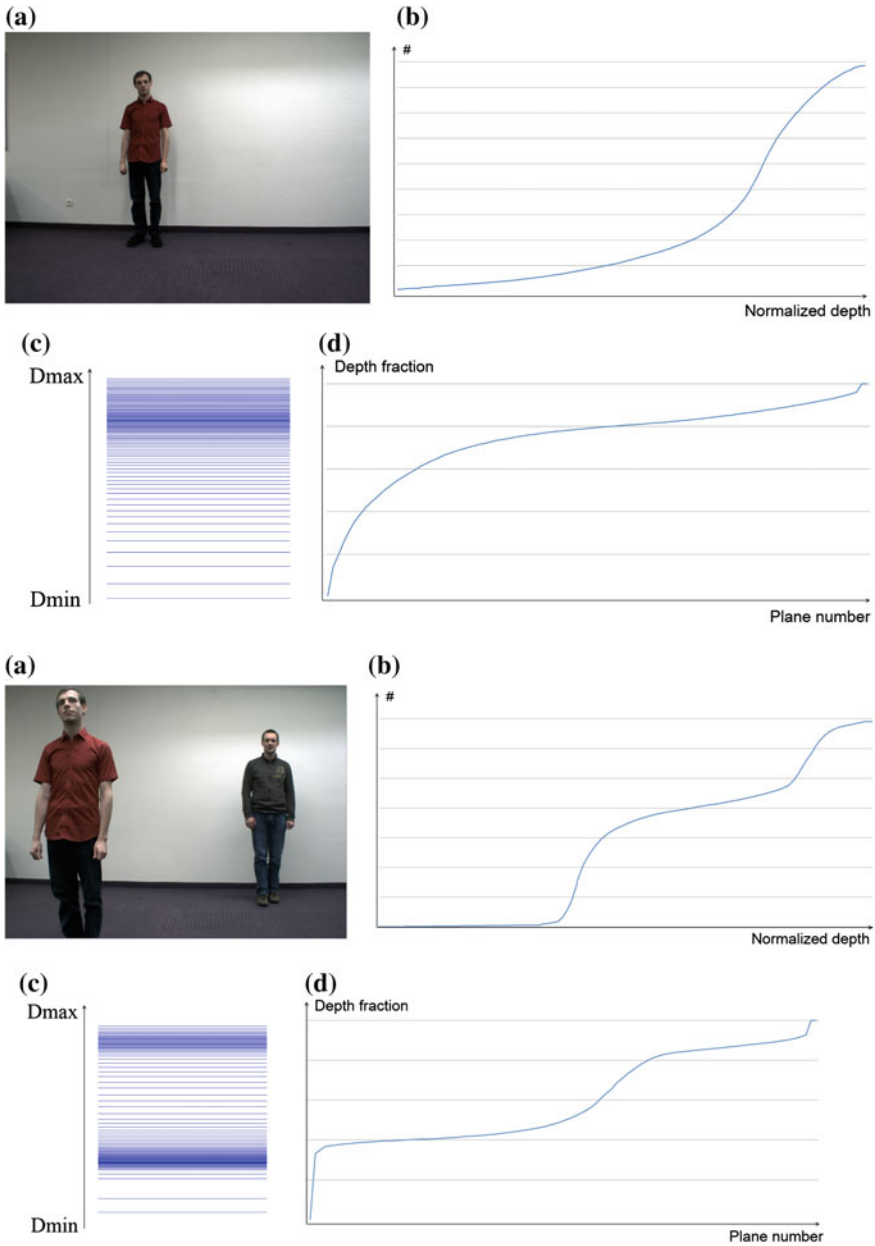 (a)
(b)
#
Normalized depth
(c)
Dmax
Dmin
(d)
Depth fraction
Plane number
(a)
(b)
#
Normalized depth
(c)
Dmax
Dmin
(d)
Depth fraction
Plane number